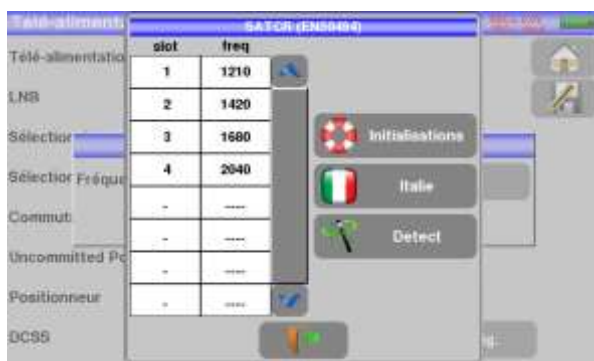 Télé-aliment
SATCR (EN50494)
slot freq
Télé-alimentatio
1 1210
LNB
2 1420
3 1680
Initialisations
Sélection
4 2040
Italie
Sélection Fréque
- ----
Commut
- ----
Detect
Uncommitted Po
- ----
Positionneur
- ----
DCSS